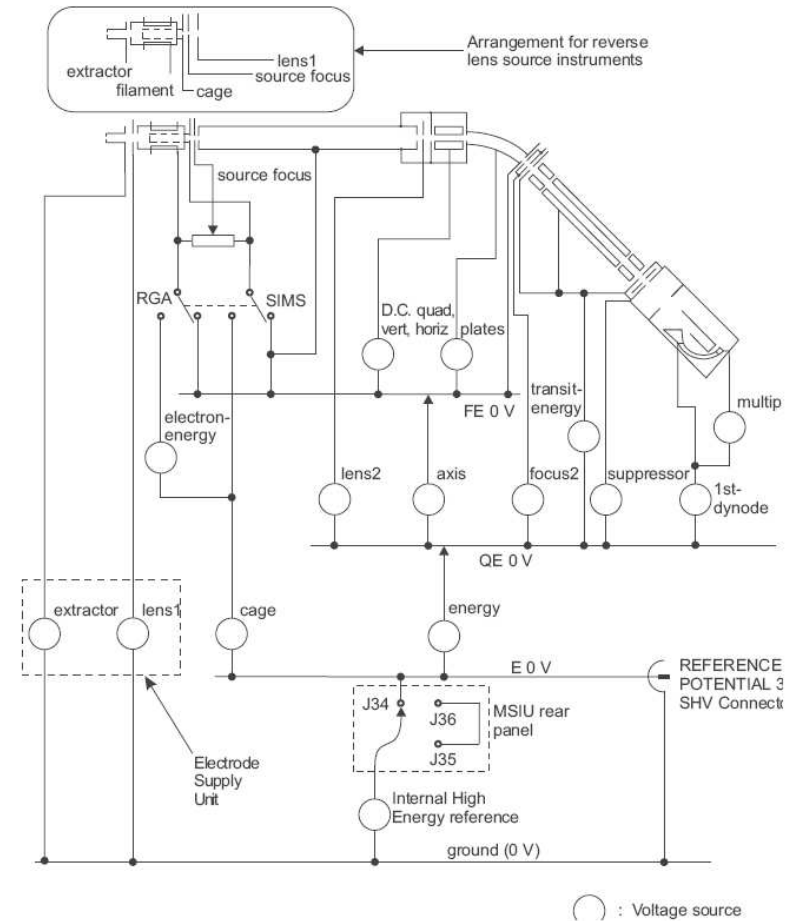 Arrangement for reverse
lens source instruments
lens1
extractor
source focus
filament
cage
source focus
RGA
SIMS
D.C. quad,
vert, horiz plates
FE 0 V
transit-
energy
multip
electron-
energy
lens2
axis
focus2
suppressor
1st-
dynode
QE 0 V
extractor
lens1
cage
energy
E 0 V
REFERENCE
POTENTIAL 3
SHV Connect
J34
J36
MSIU rear
panel
J35
Electrode
Supply
Unit
Internal High
Energy reference
ground (0 V)
: Voltage source